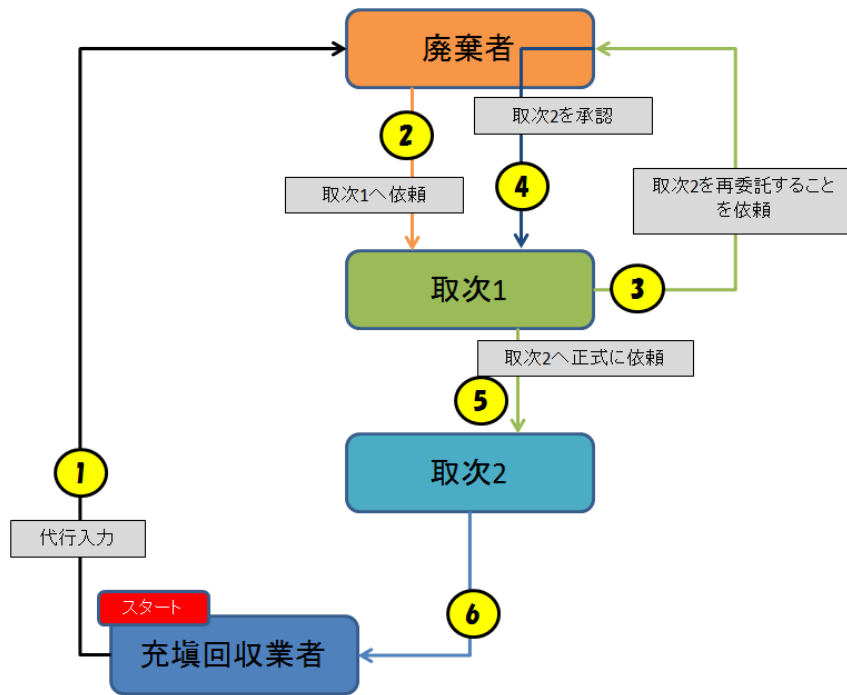 廃棄者
2
取次2を承認
4
取次1へ依頼
取次2を再委託すること
を依頼
取次1
3
取次2へ正式に依頼
5
取次2
1
代行入力
スタート
6
充塡回収業者